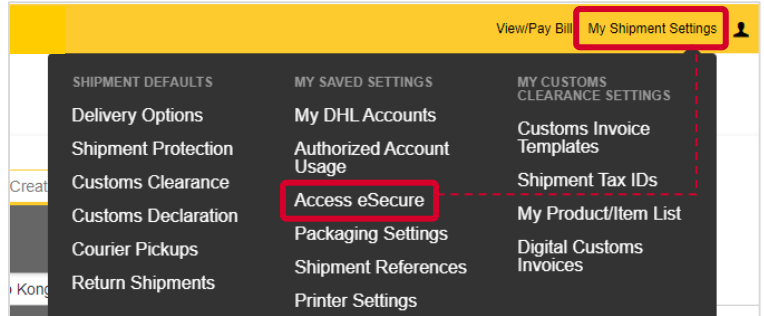 View/Pay Bill My Shipment Settings
SHIPMENT DEFAULTS
Delivery Options
Shipment Protection
Customs Clearance
Customs Declaration
Courier Pickups
Return Shipments
MY SAVED SETTINGS
My DHL Accounts
Authorized Account
Usage
Access eSecure
Packaging Settings
Shipment References
Printer Settings
MY CUSTOMS
CLEARANCE SETTINGS
Customs Invoice
Templates
Shipment Tax IDs
My Product/Item List
Digital Customs
Invoices
Creat
Kong